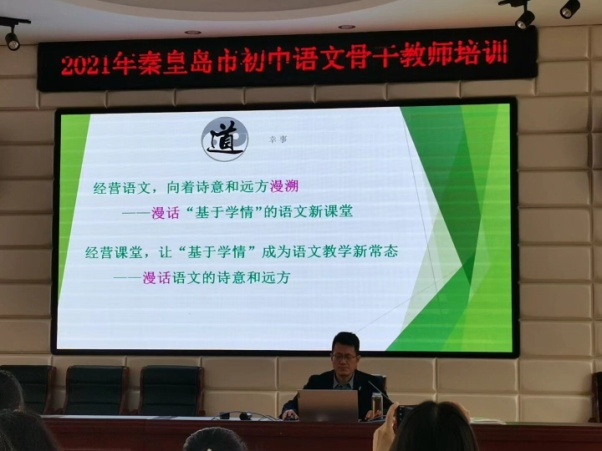 2021年秦皇岛市初中语文骨干教师培训
道
幸事
经营语文，向着诗意和远方漫溯
——漫话“基于学情”的语文新课堂
经营课堂，让“基于学情”成为语文教学新常态
——漫话语文的诗意和远方